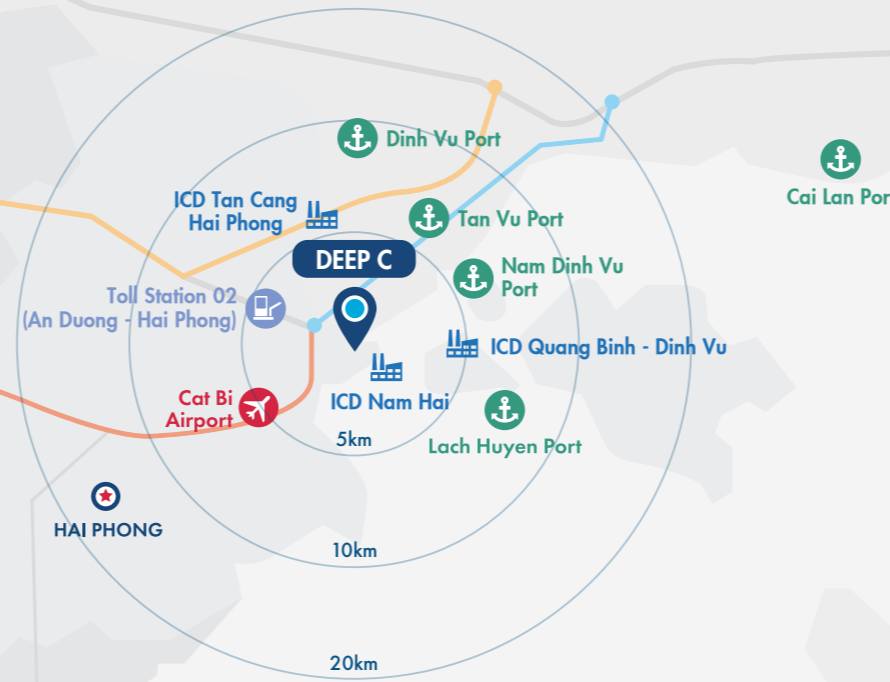 Dinh Vu Port
Cai Lan Por
ICD Tan Cang
Hai Phong
Tan Vu Port
DEEP C
Nam Dinh Vu
Port
Toll Station 02
(An Duong - Hai Phong)
ICD Quang Binh - Dinh Vu
Cat Bi
Airport
ICD Nam Hai
5km
Lach Huyen Port
HAI PHONG
10km
20km